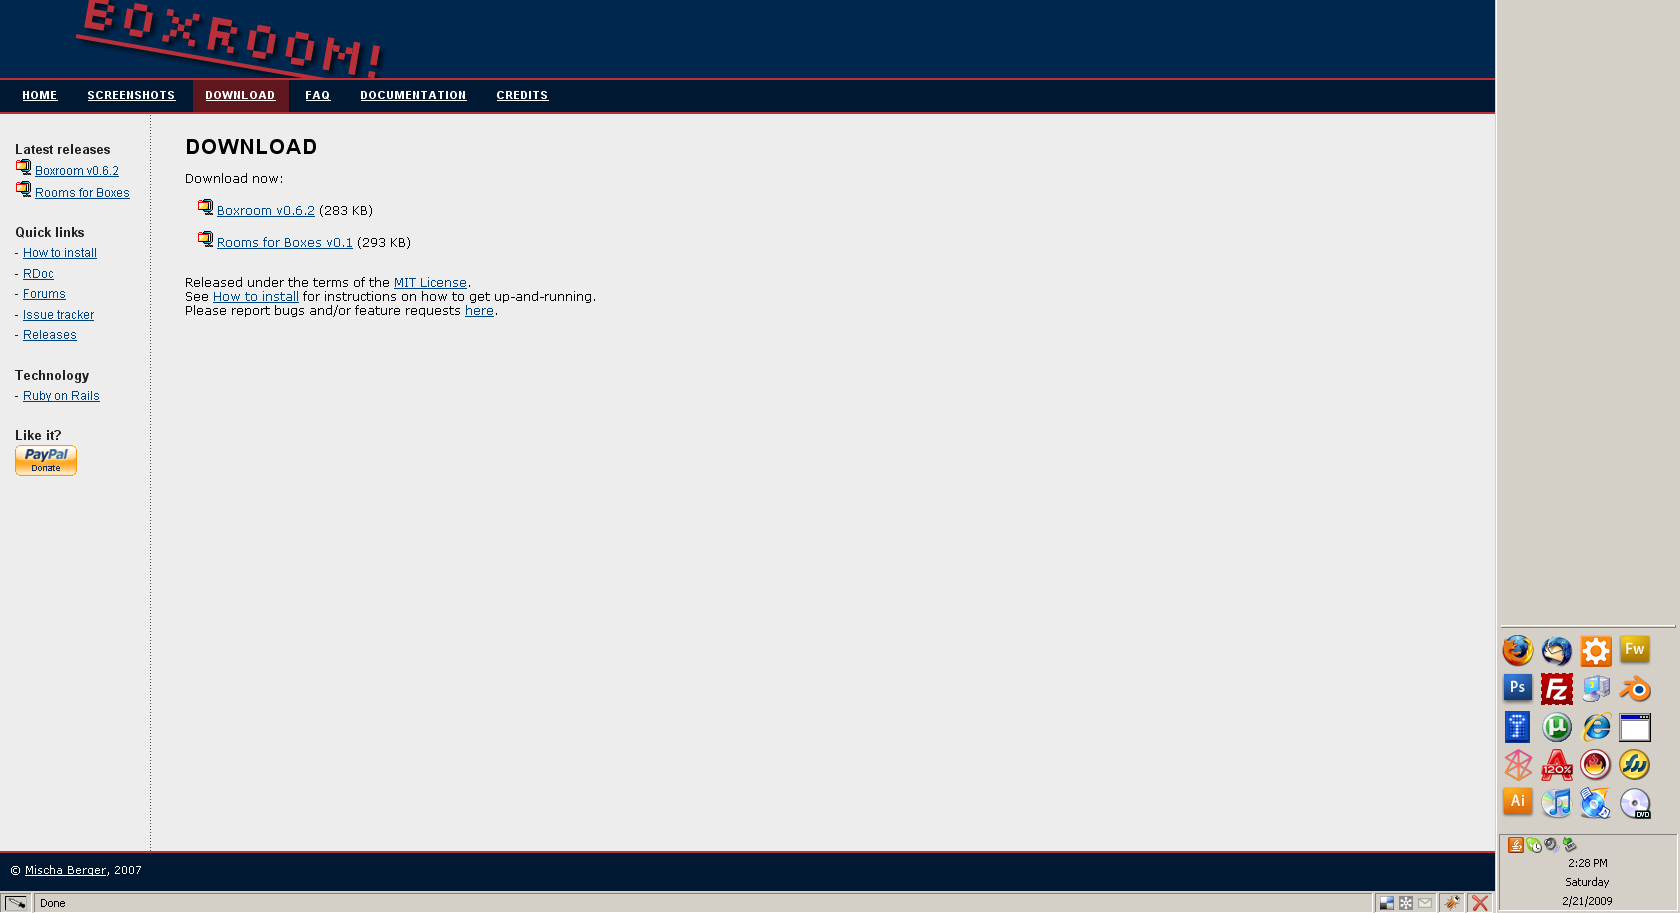 BOXROOM!
HOME SCREENSHOTS DOWNLOAD FAQ DOCUMENTATION CREDITS
Latest releases
Boxroom v0.6.2
Rooms for Boxes
Quick links
- How to install
- RDoc
- Forums
- Issue tracker
- Releases
Technology
- Ruby on Rails
Like it?
PayPal
Donate
DOWNLOAD
Download now:
Boxroom v0.6.2 (283 KB)
Rooms for Boxes v0.1 (293 KB)
Released under the terms of the MIT License.
See How to install for instructions on how to get up-and-running.
Please report bugs and/or feature requests here.
© Mischa Berger, 2007
Done
Fw
Ps
Fz
µ
120%
Ai
DVD
2:28 PM
Saturday
2/21/2009